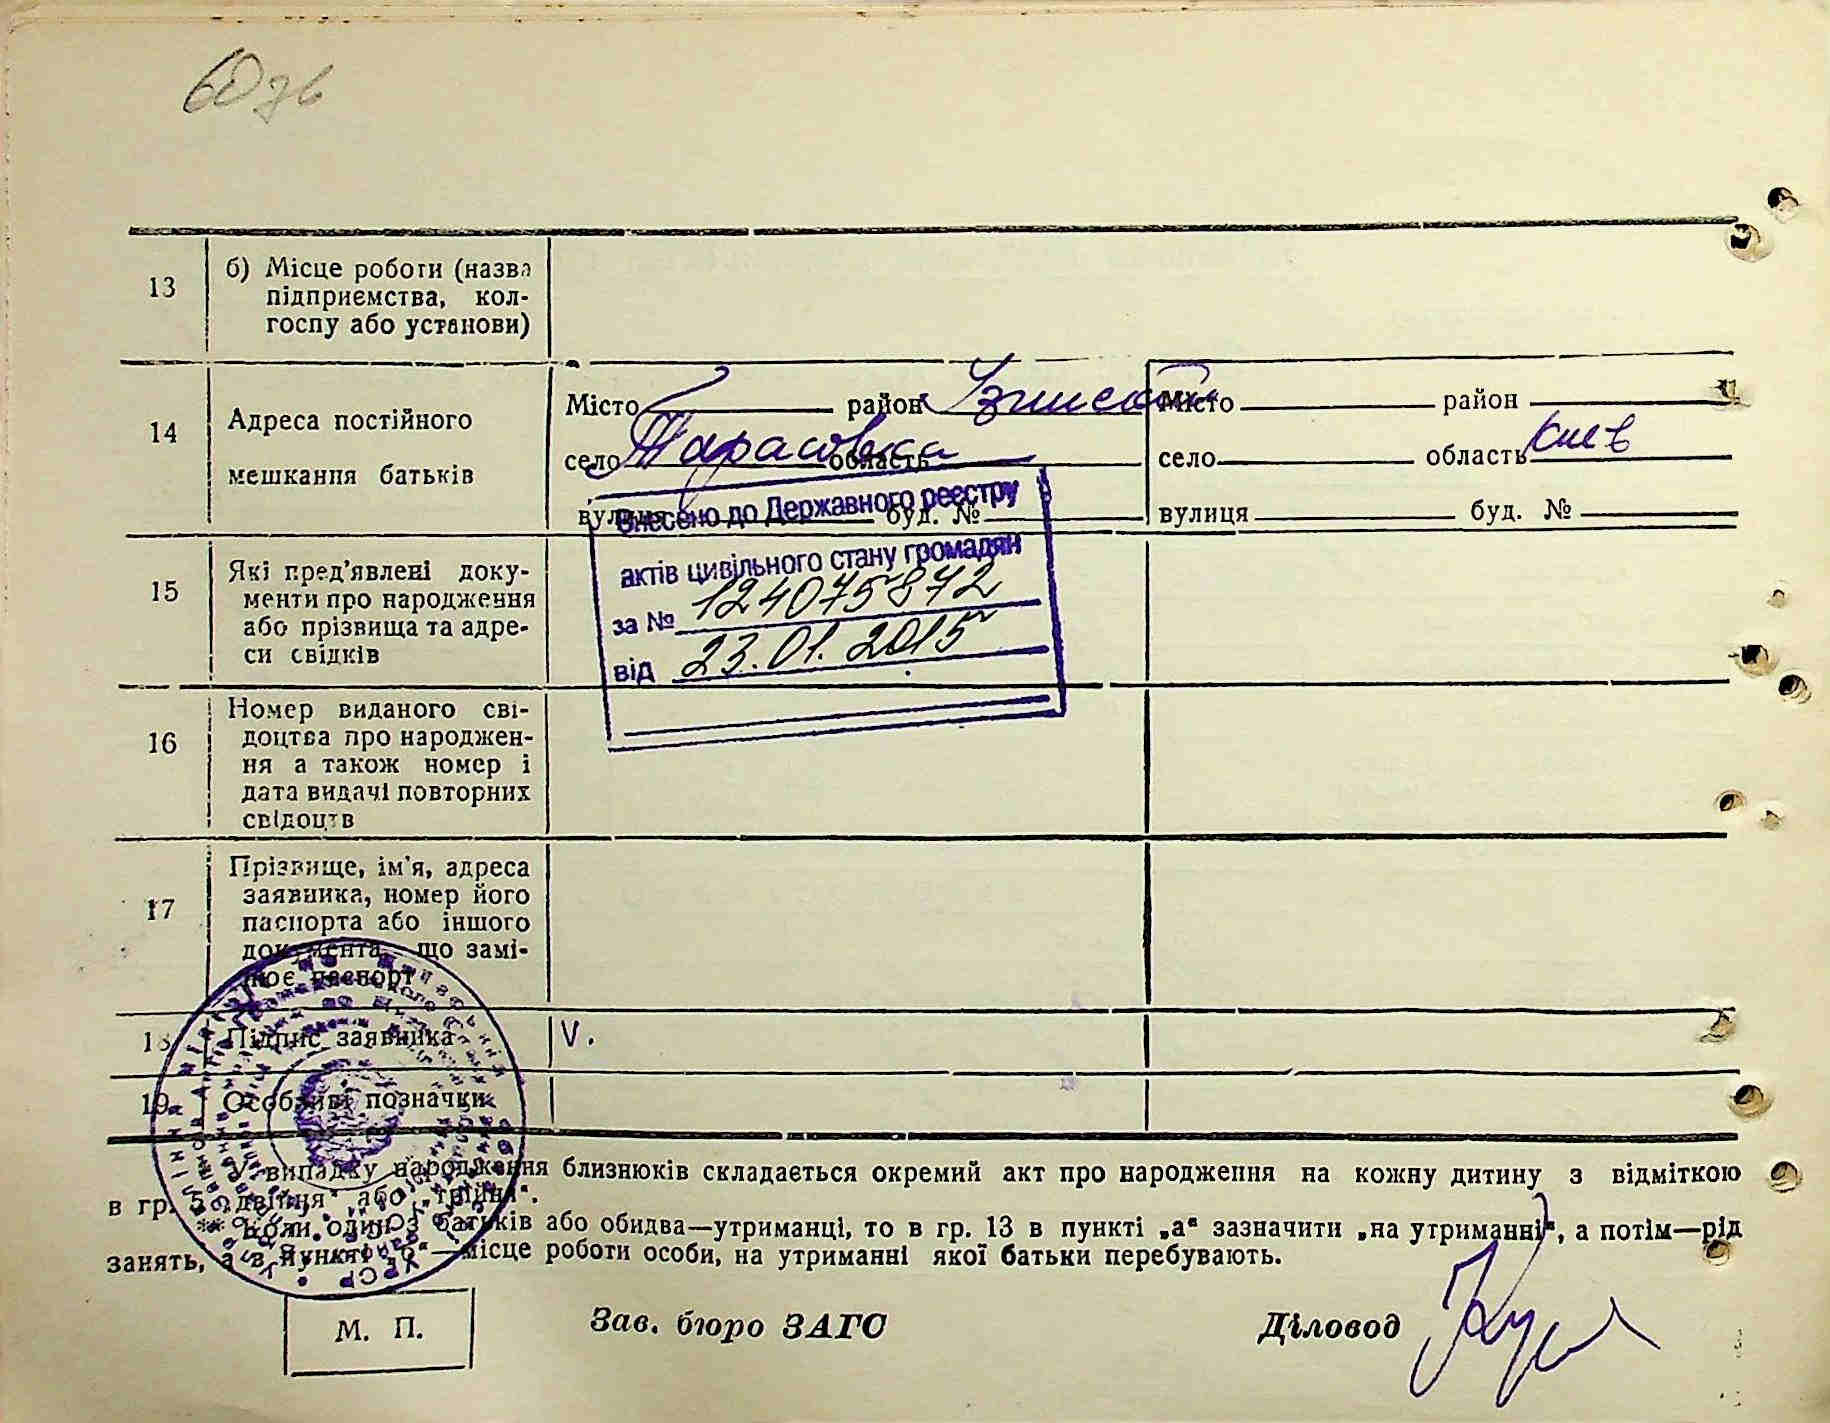 13
б) Місце роботи (назва
підприємства, кол-
госпу або установи)
14
Адреса постійного
мешкання батьків
Місто район
село Тарасовка область
вулиця буд. №
Місто район
село область Киев
вулиця буд. №
Внесено до Державного реєстру
актів цивільного стану громадян
за № 124075872
від 23.01.2015
15
Які пред'явлені доку-
менти про народження
або прізвища та адре-
си свідків
16
Номер виданого сві-
доцтва про народжен-
ня а також номер і
дата видачі повторних
свідоцтв
17
Прізвище, ім'я, адреса
заявника, номер його
паспорта або іншого
документа, що замі-
нює паспорт
18
Підпис заявника
V.
19
Особливі позначки
У випадку народження близнюків складається окремий акт про народження на кожну дитину з відміткою
в гр. 5 „двійня“ або „трійня“.
Коли один з батьків або обидва—утриманці, то в гр. 13 в пункті „а“ зазначити „на утриманні“, а потім—рід
занять, а в пункті „б“—місце роботи особи, на утриманні якої батьки перебувають.
УРСР
М. П.
Зав. бюро ЗАГС
Діловод